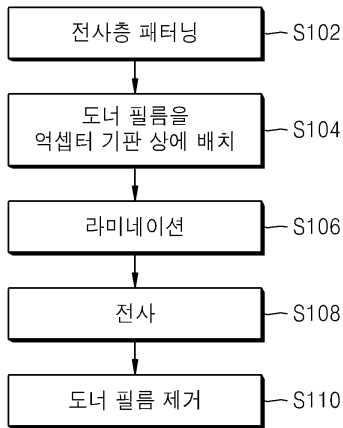 전사층 패터닝
S102
도너 필름을
억셉터 기판 상에 배치
S104
라미네이션
S106
전사
S108
도너 필름 제거
S110